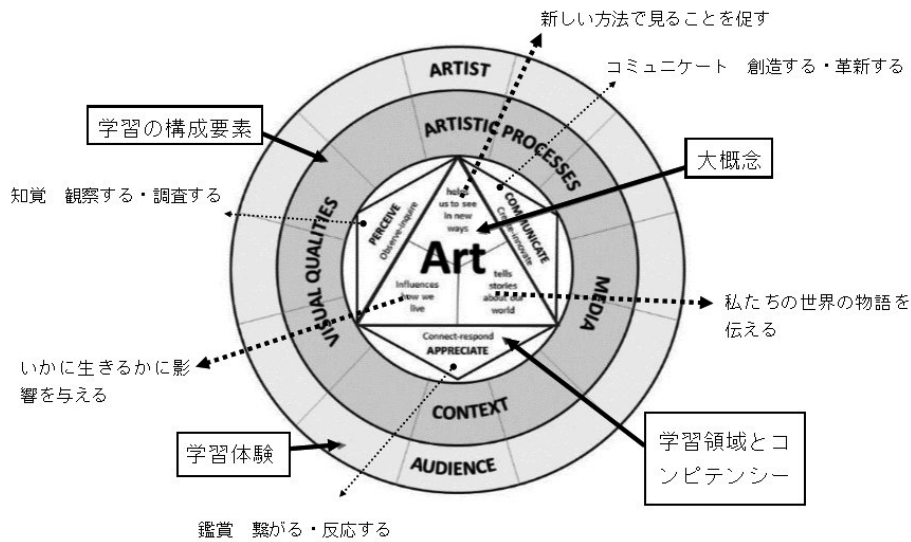 新しい方法で見ることを促す
コミュニケート　創造する・革新する
ARTIST
学習の構成要素
ARTISTIC PROCESSES
大概念
知覚　観察する・調査する
helps
us to see
in new
ways
PERCEIVE
Observe-inquire
COMMUNICATE
Create-innovate
VISUAL QUALITIES
Art
MEDIA
Influences
how we
live
tells
stories
about our
world
私たちの世界の物語を
伝える
Connect-respond
APPRECIATE
いかに生きるかに影
響を与える
CONTEXT
学習領域とコ
ンピテンシー
学習体験
AUDIENCE
鑑賞　繋がる・反応する